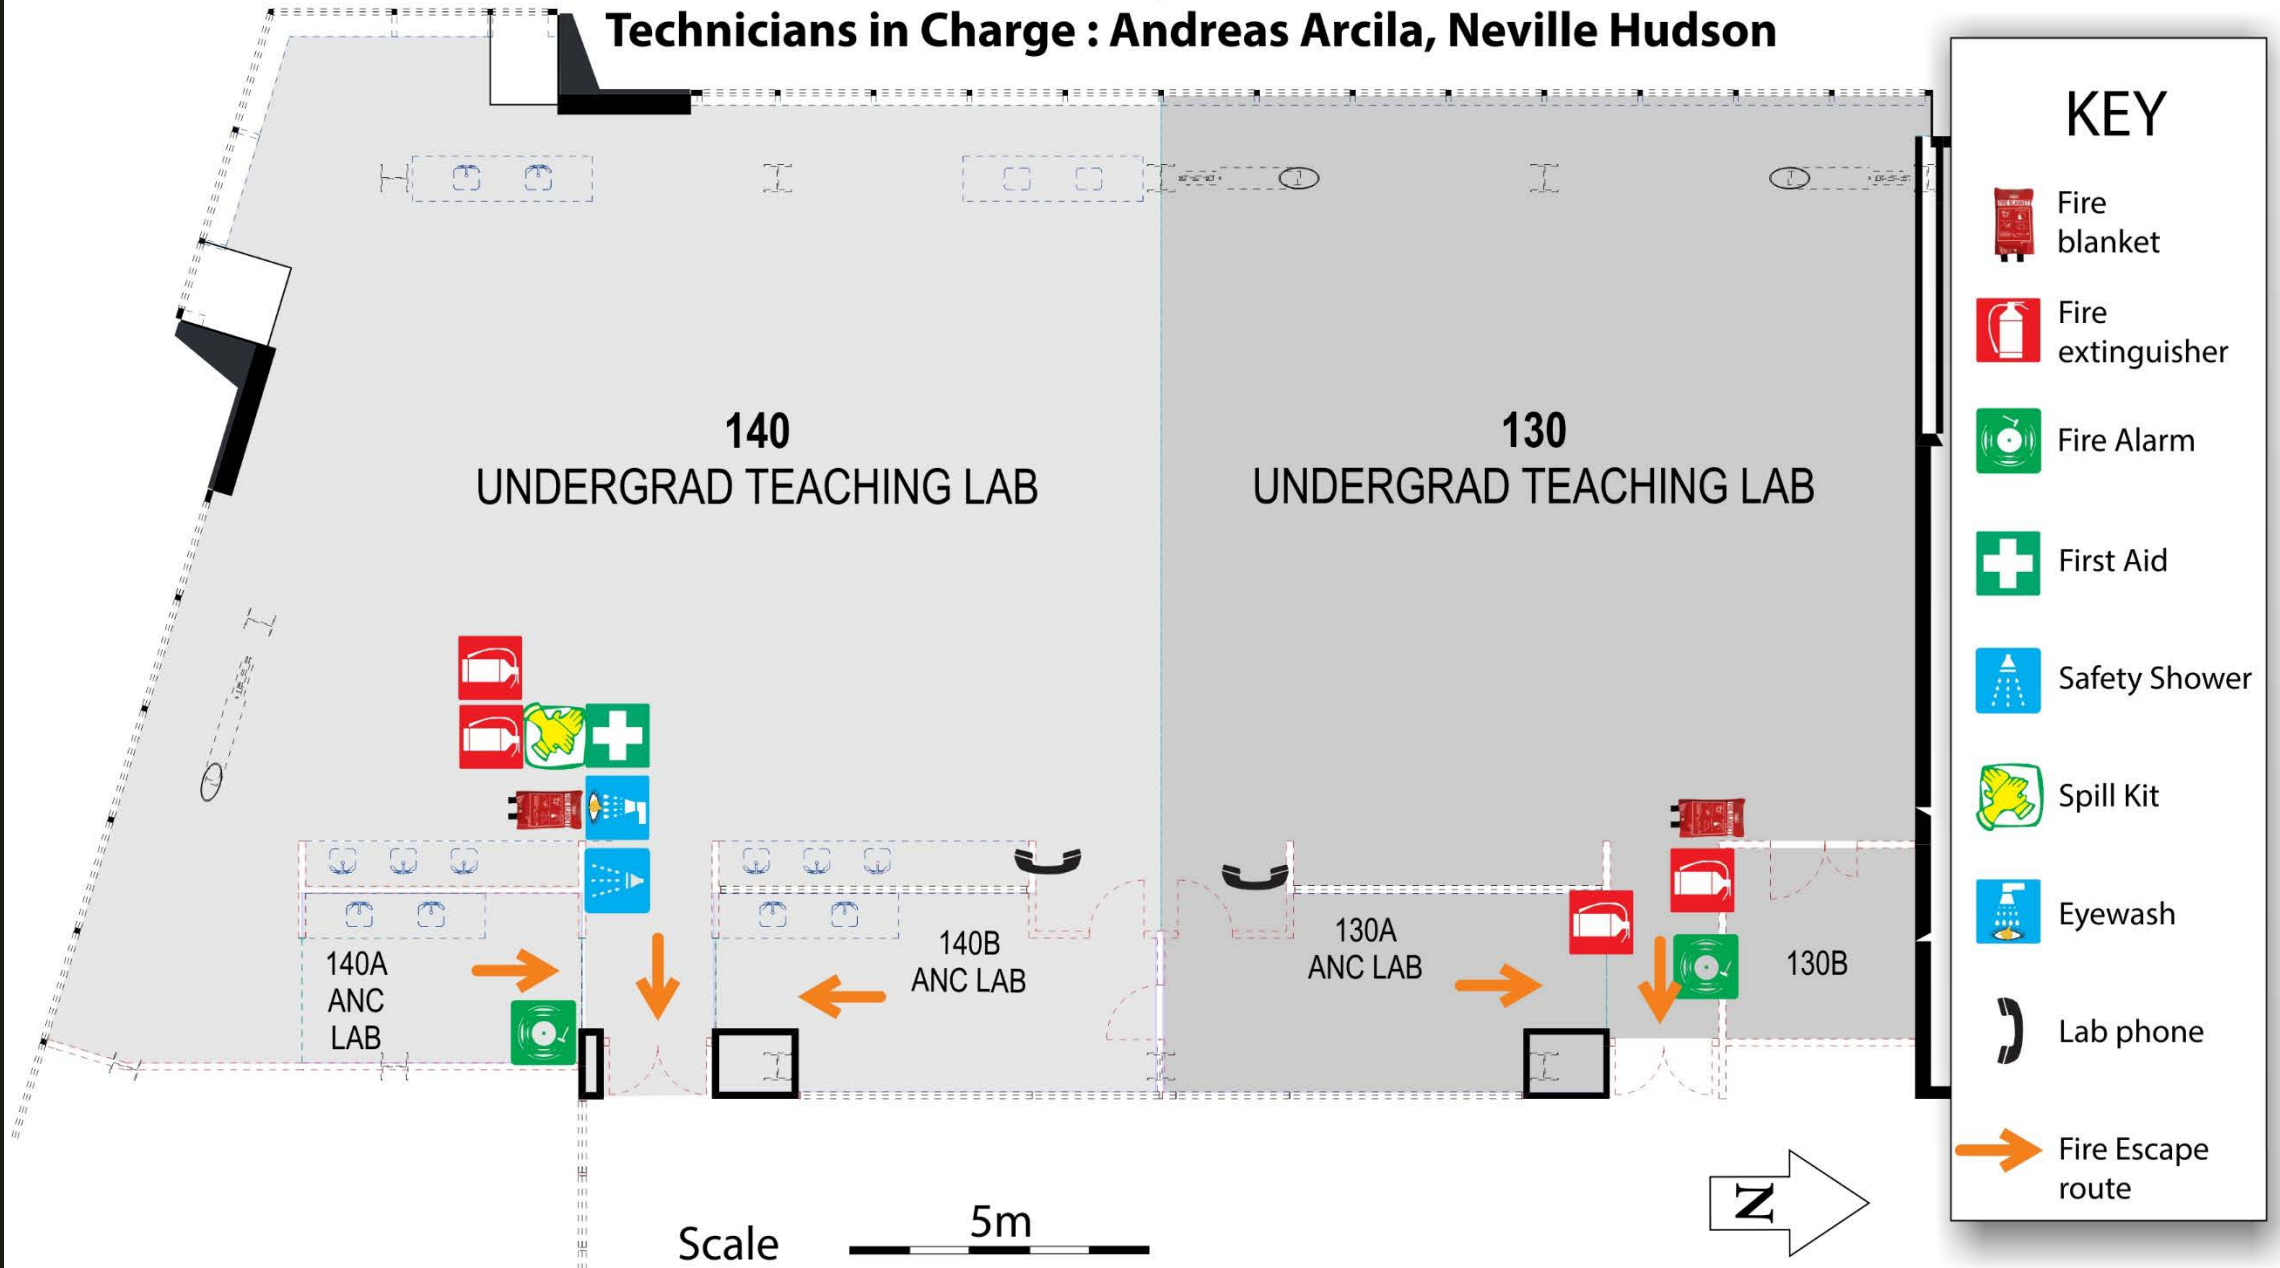 Technicians in Charge : Andreas Arcila, Neville Hudson
140
UNDERGRAD TEACHING LAB
130
UNDERGRAD TEACHING LAB
140A
ANC
LAB
140B
ANC LAB
130A
ANC LAB
130B
Scale
5m
N
KEY
Fire
blanket
Fire
extinguisher
Fire Alarm
First Aid
Safety Shower
Spill Kit
Eyewash
Lab phone
Fire Escape
route